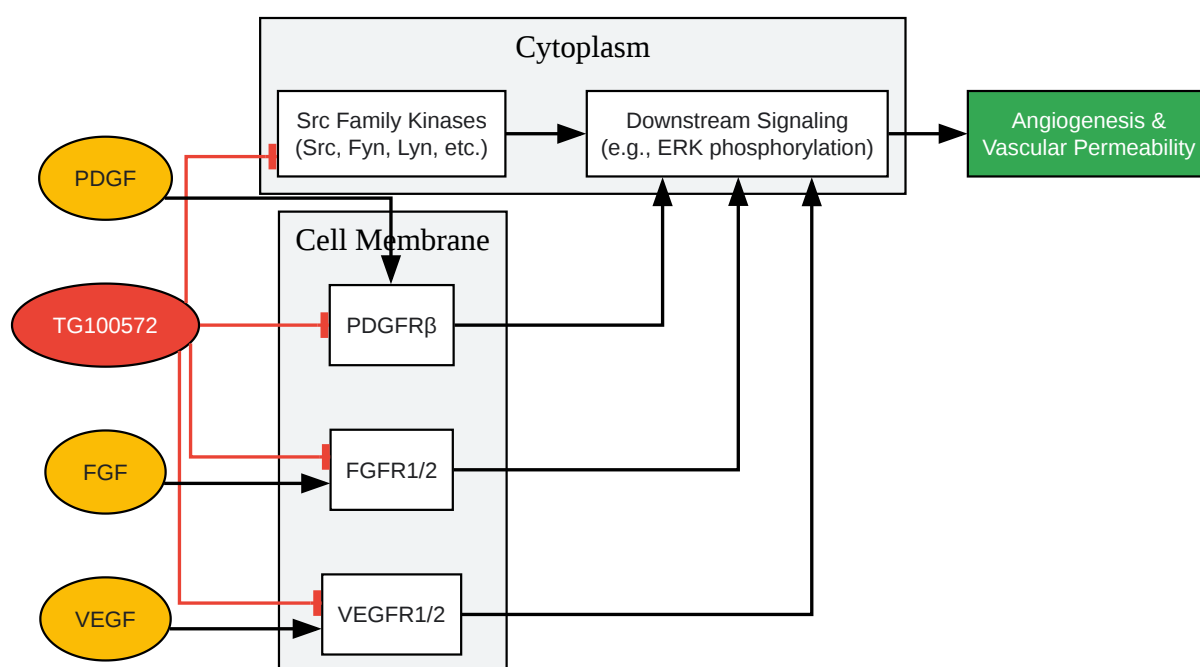 Cytoplasm
Src Family Kinases
(Src, Fyn, Lyn, etc.)
Downstream Signaling
(e.g., ERK phosphorylation)
Angiogenesis &
Vascular Permeability
PDGF
Cell Membrane
TG100572
PDGFRβ
FGF
FGFR1/2
VEGF
VEGFR1/2